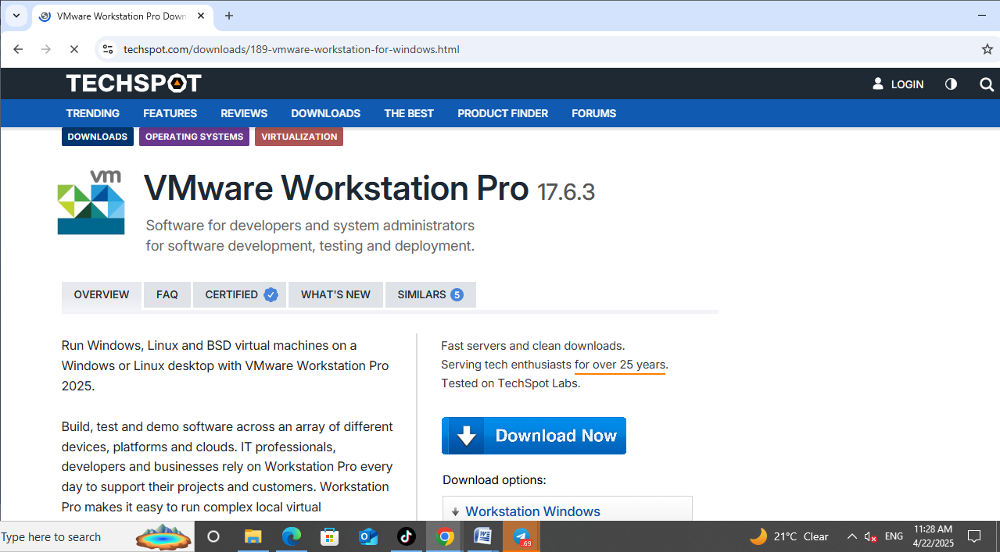 VMware Workstation Pro Down
techspot.com/downloads/189-vmware-workstation-for-windows.html
TECHSPOT
LOGIN
TRENDING FEATURES REVIEWS DOWNLOADS THE BEST PRODUCT FINDER FORUMS
DOWNLOADS OPERATING SYSTEMS VIRTUALIZATION
vm
VMware Workstation Pro 17.6.3
Software for developers and system administrators
for software development, testing and deployment.
OVERVIEW FAQ CERTIFIED WHAT'S NEW SIMILARS 5
Run Windows, Linux and BSD virtual machines on a
Windows or Linux desktop with VMware Workstation Pro
2025.
Build, test and demo software across an array of different
devices, platforms and clouds. IT professionals,
developers and businesses rely on Workstation Pro every
day to support their projects and customers. Workstation
Pro makes it easy to run complex local virtual
Fast servers and clean downloads.
Serving tech enthusiasts for over 25 years.
Tested on TechSpot Labs.
Download Now
Download options:
Workstation Windows
Type here to search
.69
21°C Clear
ENG
11:28 AM
4/22/2025